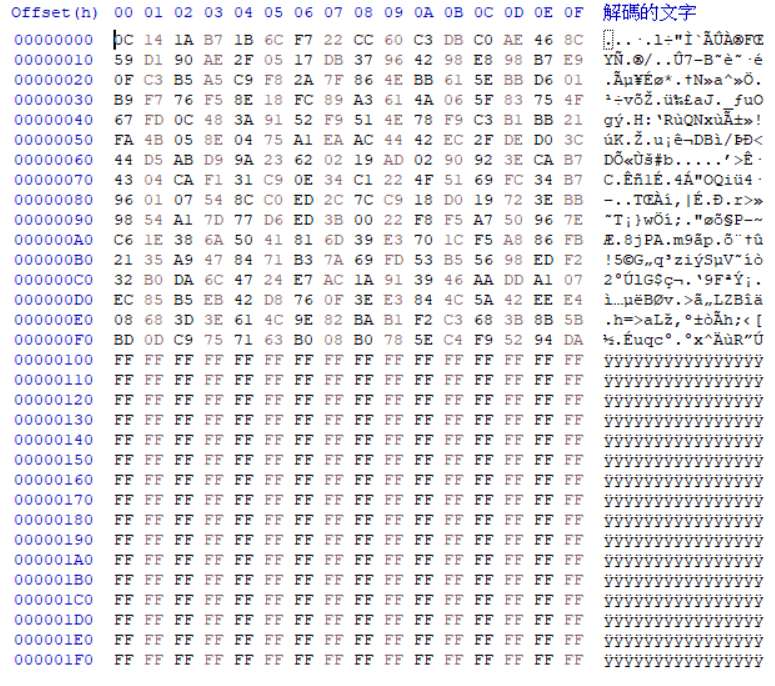 Offset(h) 00 01 02 03 04 05 06 07 08 09 0A 0B 0C 0D 0E 0F 解碼的文字
00000000 0C 14 1A B7 1B 6C F7 22 CC 60 C3 DB C0 AE 46 8C ...·.l÷"Ì`ÃÛÀ®FŒ
00000010 59 D1 90 AE 2F 05 17 DB 37 96 42 98 E8 98 B7 E9 YÑ.®/..Û7–B˜è˜·é
00000020 0F C3 B5 A5 C9 F8 2A 7F 86 4E BB 61 5E BB D6 01 .Ãµ¥Éø*.†N»a^»Ö.
00000030 B9 F7 76 F5 8E 18 FC 89 A3 61 4A 06 5F 83 75 4F ¹÷võŽ.ü‰£aJ._ƒuO
00000040 67 FD 0C 48 3A 91 52 F9 51 4E 78 F9 C3 B1 BB 21 gý.H:‘RùQNxùÃ±»!
00000050 FA 4B 05 8E 04 75 A1 EA AC 44 42 EC 2F DE D0 3C úK.Ž.u¡ê¬DBì/ÞÐ<
00000060 44 D5 AB D9 9A 23 62 02 19 AD 02 90 92 3E CA B7 DÕ«Ùš#b.....’>Ê·
00000070 43 04 CA F1 31 C9 0E 34 C1 22 4F 51 69 FC 34 B7 C.Êñ1É.4Á"OQiü4·
00000080 96 01 07 54 8C C0 ED 2C 7C C9 18 D0 19 72 3E BB –..TŒÀí,|É.Ð.r>»
00000090 98 54 A1 7D 77 D6 ED 3B 00 22 F8 F5 A7 50 96 7E ˜T¡}wÖí;."øõ§P–~
000000A0 C6 1E 38 6A 50 41 81 6D 39 E3 70 1C F5 A8 86 FB Æ.8jPA.m9ãp.õ¨†û
000000B0 21 35 A9 47 84 71 B3 7A 69 FD 53 B5 56 98 ED F2 !5©G„q³ziýSµV˜íò
000000C0 32 B0 DA 6C 47 24 E7 AC 1A 91 39 46 AA DD A1 07 2°ÚlG$ç¬.‘9FªÝ¡.
000000D0 EC 85 B5 EB 42 D8 76 0F 3E E3 84 4C 5A 42 EE E4 ì…µëBØv.>ã„LZBîä
000000E0 08 68 3D 3E 61 4C 9E 82 BA B1 F2 C3 68 3B 8B 5B .h=>aLž‚º±òÃh;‹[
000000F0 BD 0D C9 75 71 63 B0 08 B0 78 5E C4 F9 52 94 DA ½.Éuqc°.°x^ÄùR”Ú
00000100 FF FF FF FF FF FF FF FF FF FF FF FF FF FF FF FF ÿÿÿÿÿÿÿÿÿÿÿÿÿÿÿÿ
00000110 FF FF FF FF FF FF FF FF FF FF FF FF FF FF FF FF ÿÿÿÿÿÿÿÿÿÿÿÿÿÿÿÿ
00000120 FF FF FF FF FF FF FF FF FF FF FF FF FF FF FF FF ÿÿÿÿÿÿÿÿÿÿÿÿÿÿÿÿ
00000130 FF FF FF FF FF FF FF FF FF FF FF FF FF FF FF FF ÿÿÿÿÿÿÿÿÿÿÿÿÿÿÿÿ
00000140 FF FF FF FF FF FF FF FF FF FF FF FF FF FF FF FF ÿÿÿÿÿÿÿÿÿÿÿÿÿÿÿÿ
00000150 FF FF FF FF FF FF FF FF FF FF FF FF FF FF FF FF ÿÿÿÿÿÿÿÿÿÿÿÿÿÿÿÿ
00000160 FF FF FF FF FF FF FF FF FF FF FF FF FF FF FF FF ÿÿÿÿÿÿÿÿÿÿÿÿÿÿÿÿ
00000170 FF FF FF FF FF FF FF FF FF FF FF FF FF FF FF FF ÿÿÿÿÿÿÿÿÿÿÿÿÿÿÿÿ
00000180 FF FF FF FF FF FF FF FF FF FF FF FF FF FF FF FF ÿÿÿÿÿÿÿÿÿÿÿÿÿÿÿÿ
00000190 FF FF FF FF FF FF FF FF FF FF FF FF FF FF FF FF ÿÿÿÿÿÿÿÿÿÿÿÿÿÿÿÿ
000001A0 FF FF FF FF FF FF FF FF FF FF FF FF FF FF FF FF ÿÿÿÿÿÿÿÿÿÿÿÿÿÿÿÿ
000001B0 FF FF FF FF FF FF FF FF FF FF FF FF FF FF FF FF ÿÿÿÿÿÿÿÿÿÿÿÿÿÿÿÿ
000001C0 FF FF FF FF FF FF FF FF FF FF FF FF FF FF FF FF ÿÿÿÿÿÿÿÿÿÿÿÿÿÿÿÿ
000001D0 FF FF FF FF FF FF FF FF FF FF FF FF FF FF FF FF ÿÿÿÿÿÿÿÿÿÿÿÿÿÿÿÿ
000001E0 FF FF FF FF FF FF FF FF FF FF FF FF FF FF FF FF ÿÿÿÿÿÿÿÿÿÿÿÿÿÿÿÿ
000001F0 FF FF FF FF FF FF FF FF FF FF FF FF FF FF FF FF ÿÿÿÿÿÿÿÿÿÿÿÿÿÿÿÿ